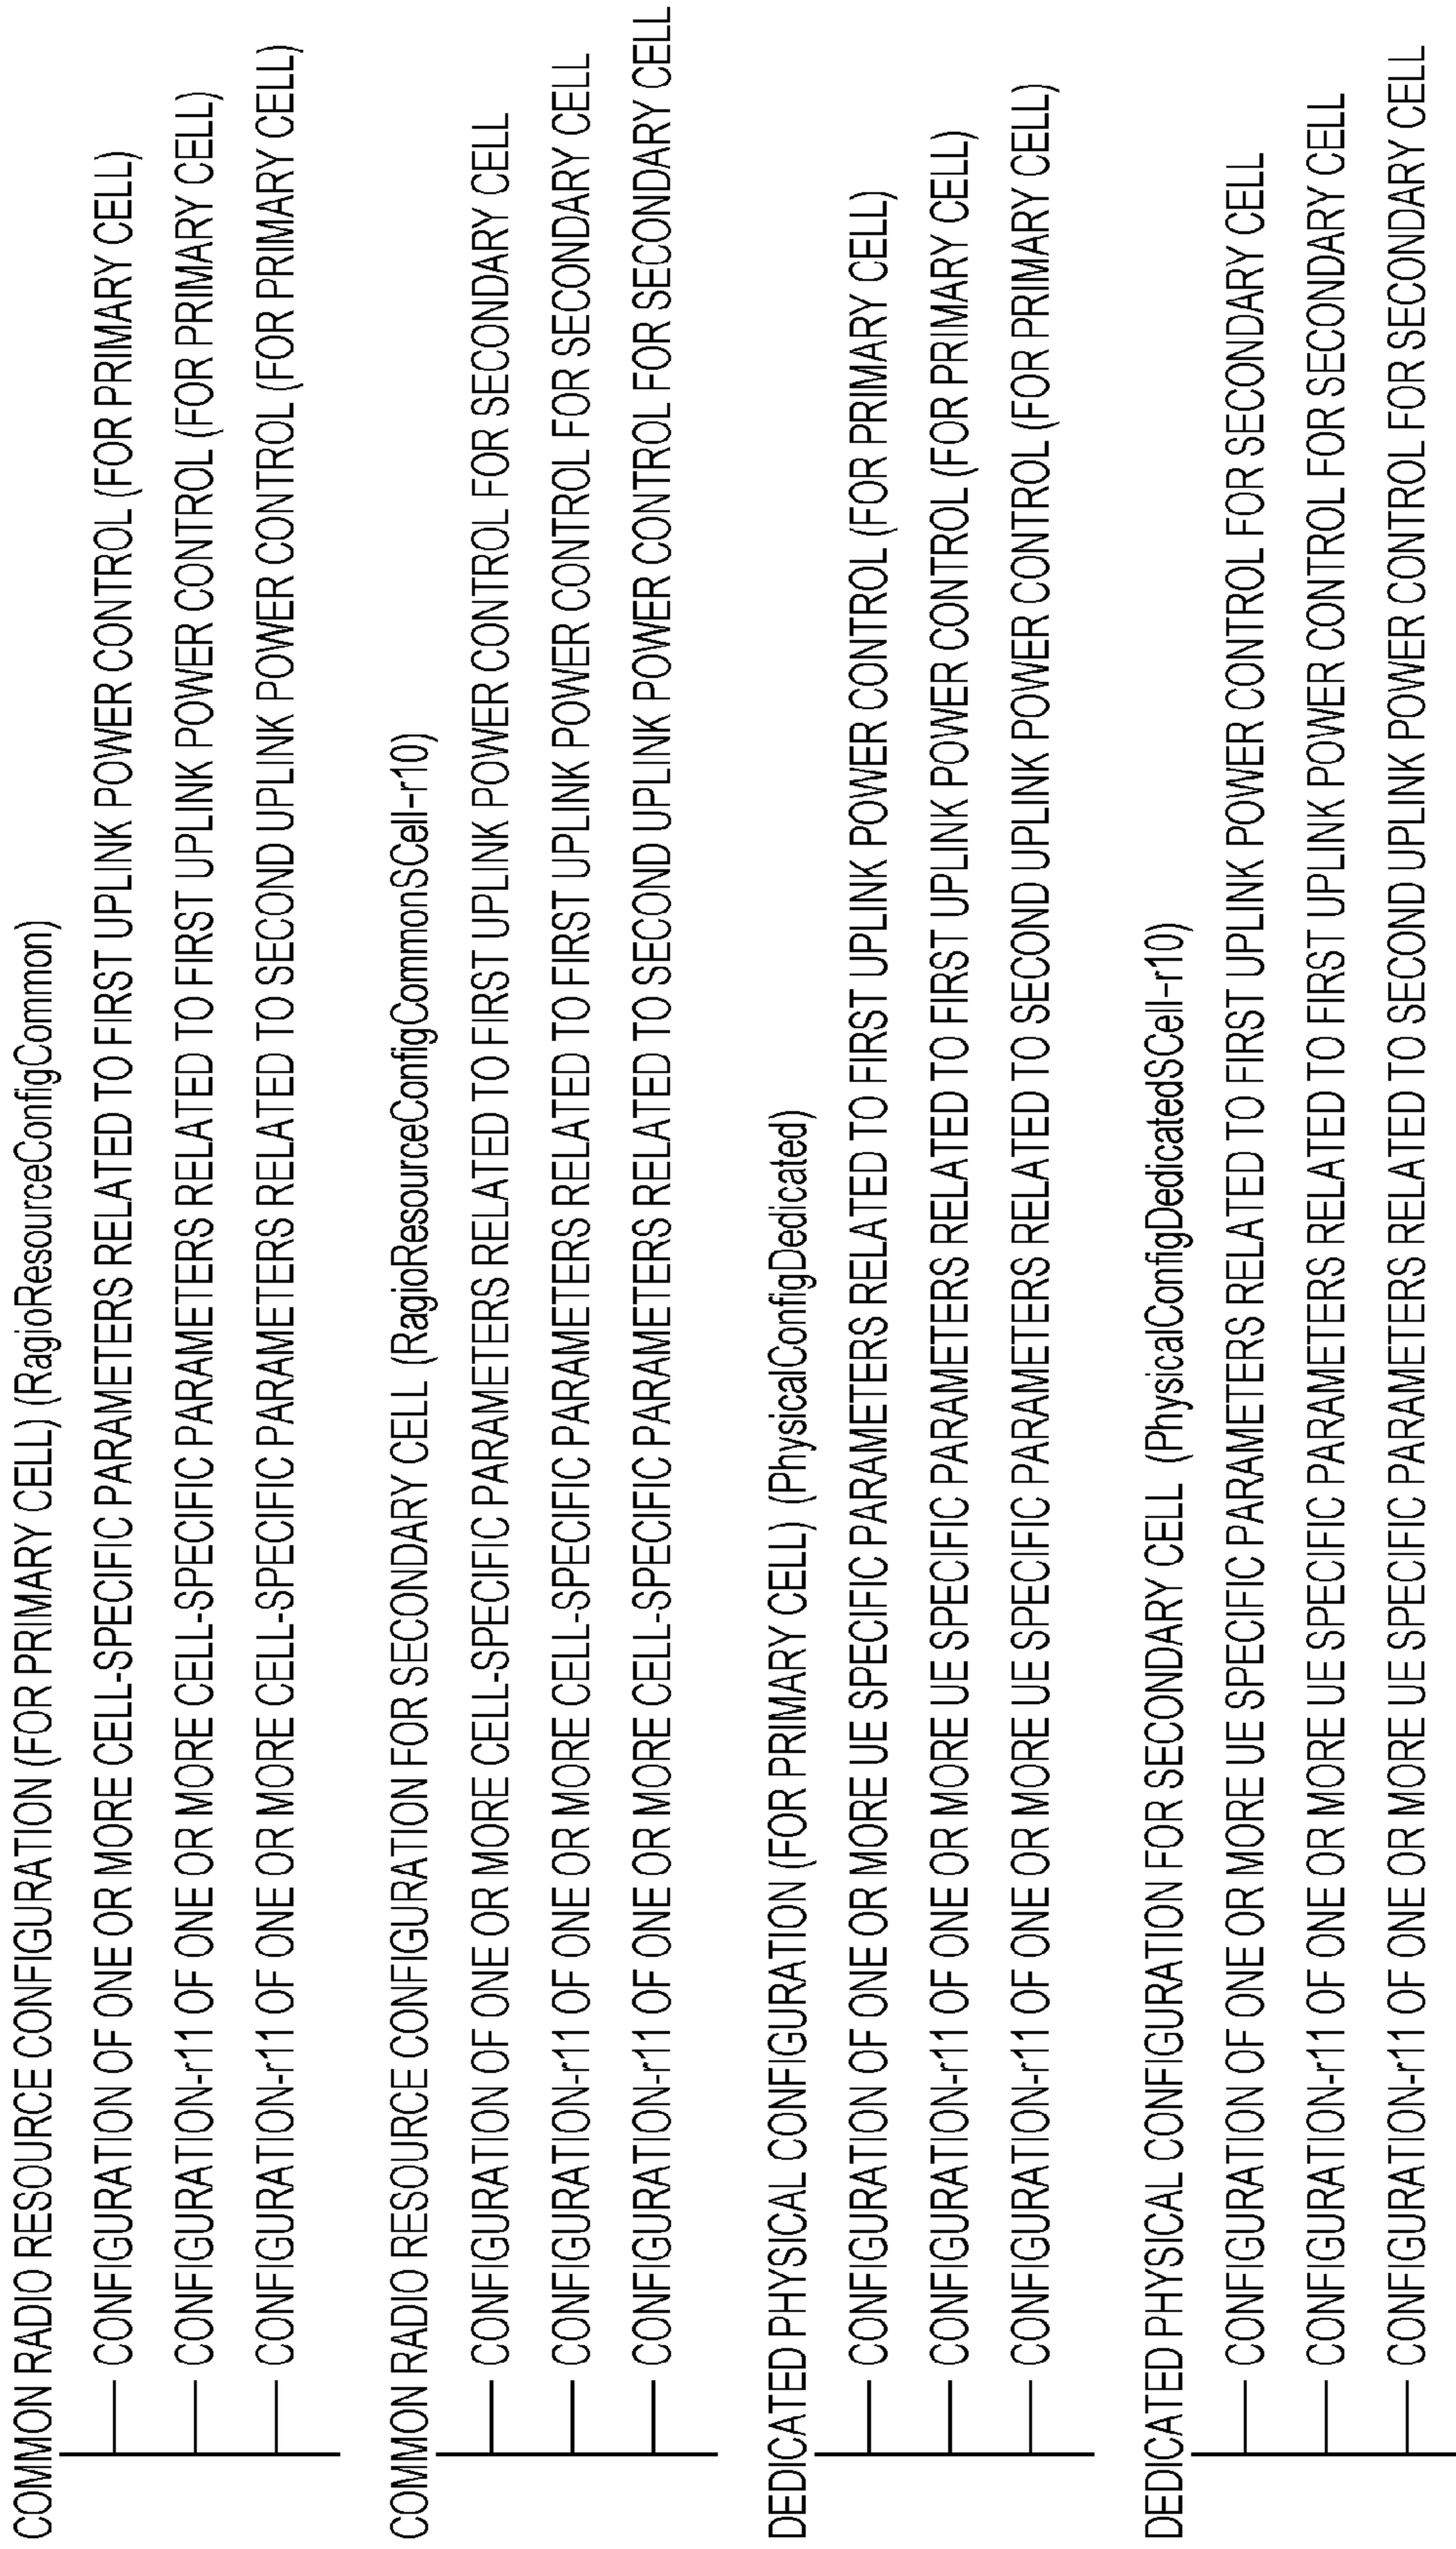 COMMON RADIO RESOURCE CONFIGURATION (FOR PRIMARY CELL) (RagioResourceConfigCommon)
CONFIGURATION OF ONE OR MORE CELL-SPECIFIC PARAMETERS RELATED TO FIRST UPLINK POWER CONTROL (FOR PRIMARY CELL)
CONFIGURATION-r11 OF ONE OR MORE CELL-SPECIFIC PARAMETERS RELATED TO FIRST UPLINK POWER CONTROL (FOR PRIMARY CELL)
CONFIGURATION-r11 OF ONE OR MORE CELL-SPECIFIC PARAMETERS RELATED TO SECOND UPLINK POWER CONTROL (FOR PRIMARY CELL)
COMMON RADIO RESOURCE CONFIGURATION FOR SECONDARY CELL (RagioResourceConfigCommonSCell-r10)
CONFIGURATION OF ONE OR MORE CELL-SPECIFIC PARAMETERS RELATED TO FIRST UPLINK POWER CONTROL FOR SECONDARY CELL
CONFIGURATION-r11 OF ONE OR MORE CELL-SPECIFIC PARAMETERS RELATED TO FIRST UPLINK POWER CONTROL FOR SECONDARY CELL
CONFIGURATION-r11 OF ONE OR MORE CELL-SPECIFIC PARAMETERS RELATED TO SECOND UPLINK POWER CONTROL FOR SECONDARY CELL
DEDICATED PHYSICAL CONFIGURATION (FOR PRIMARY CELL) (PhysicalConfigDedicated)
CONFIGURATION OF ONE OR MORE UE SPECIFIC PARAMETERS RELATED TO FIRST UPLINK POWER CONTROL (FOR PRIMARY CELL)
CONFIGURATION-r11 OF ONE OR MORE UE SPECIFIC PARAMETERS RELATED TO FIRST UPLINK POWER CONTROL (FOR PRIMARY CELL)
CONFIGURATION-r11 OF ONE OR MORE UE SPECIFIC PARAMETERS RELATED TO SECOND UPLINK POWER CONTROL (FOR PRIMARY CELL)
DEDICATED PHYSICAL CONFIGURATION FOR SECONDARY CELL (PhysicalConfigDedicatedSCell-r10)
CONFIGURATION OF ONE OR MORE UE SPECIFIC PARAMETERS RELATED TO FIRST UPLINK POWER CONTROL FOR SECONDARY CELL
CONFIGURATION-r11 OF ONE OR MORE UE SPECIFIC PARAMETERS RELATED TO FIRST UPLINK POWER CONTROL FOR SECONDARY CELL
CONFIGURATION-r11 OF ONE OR MORE UE SPECIFIC PARAMETERS RELATED TO SECOND UPLINK POWER CONTROL FOR SECONDARY CELL